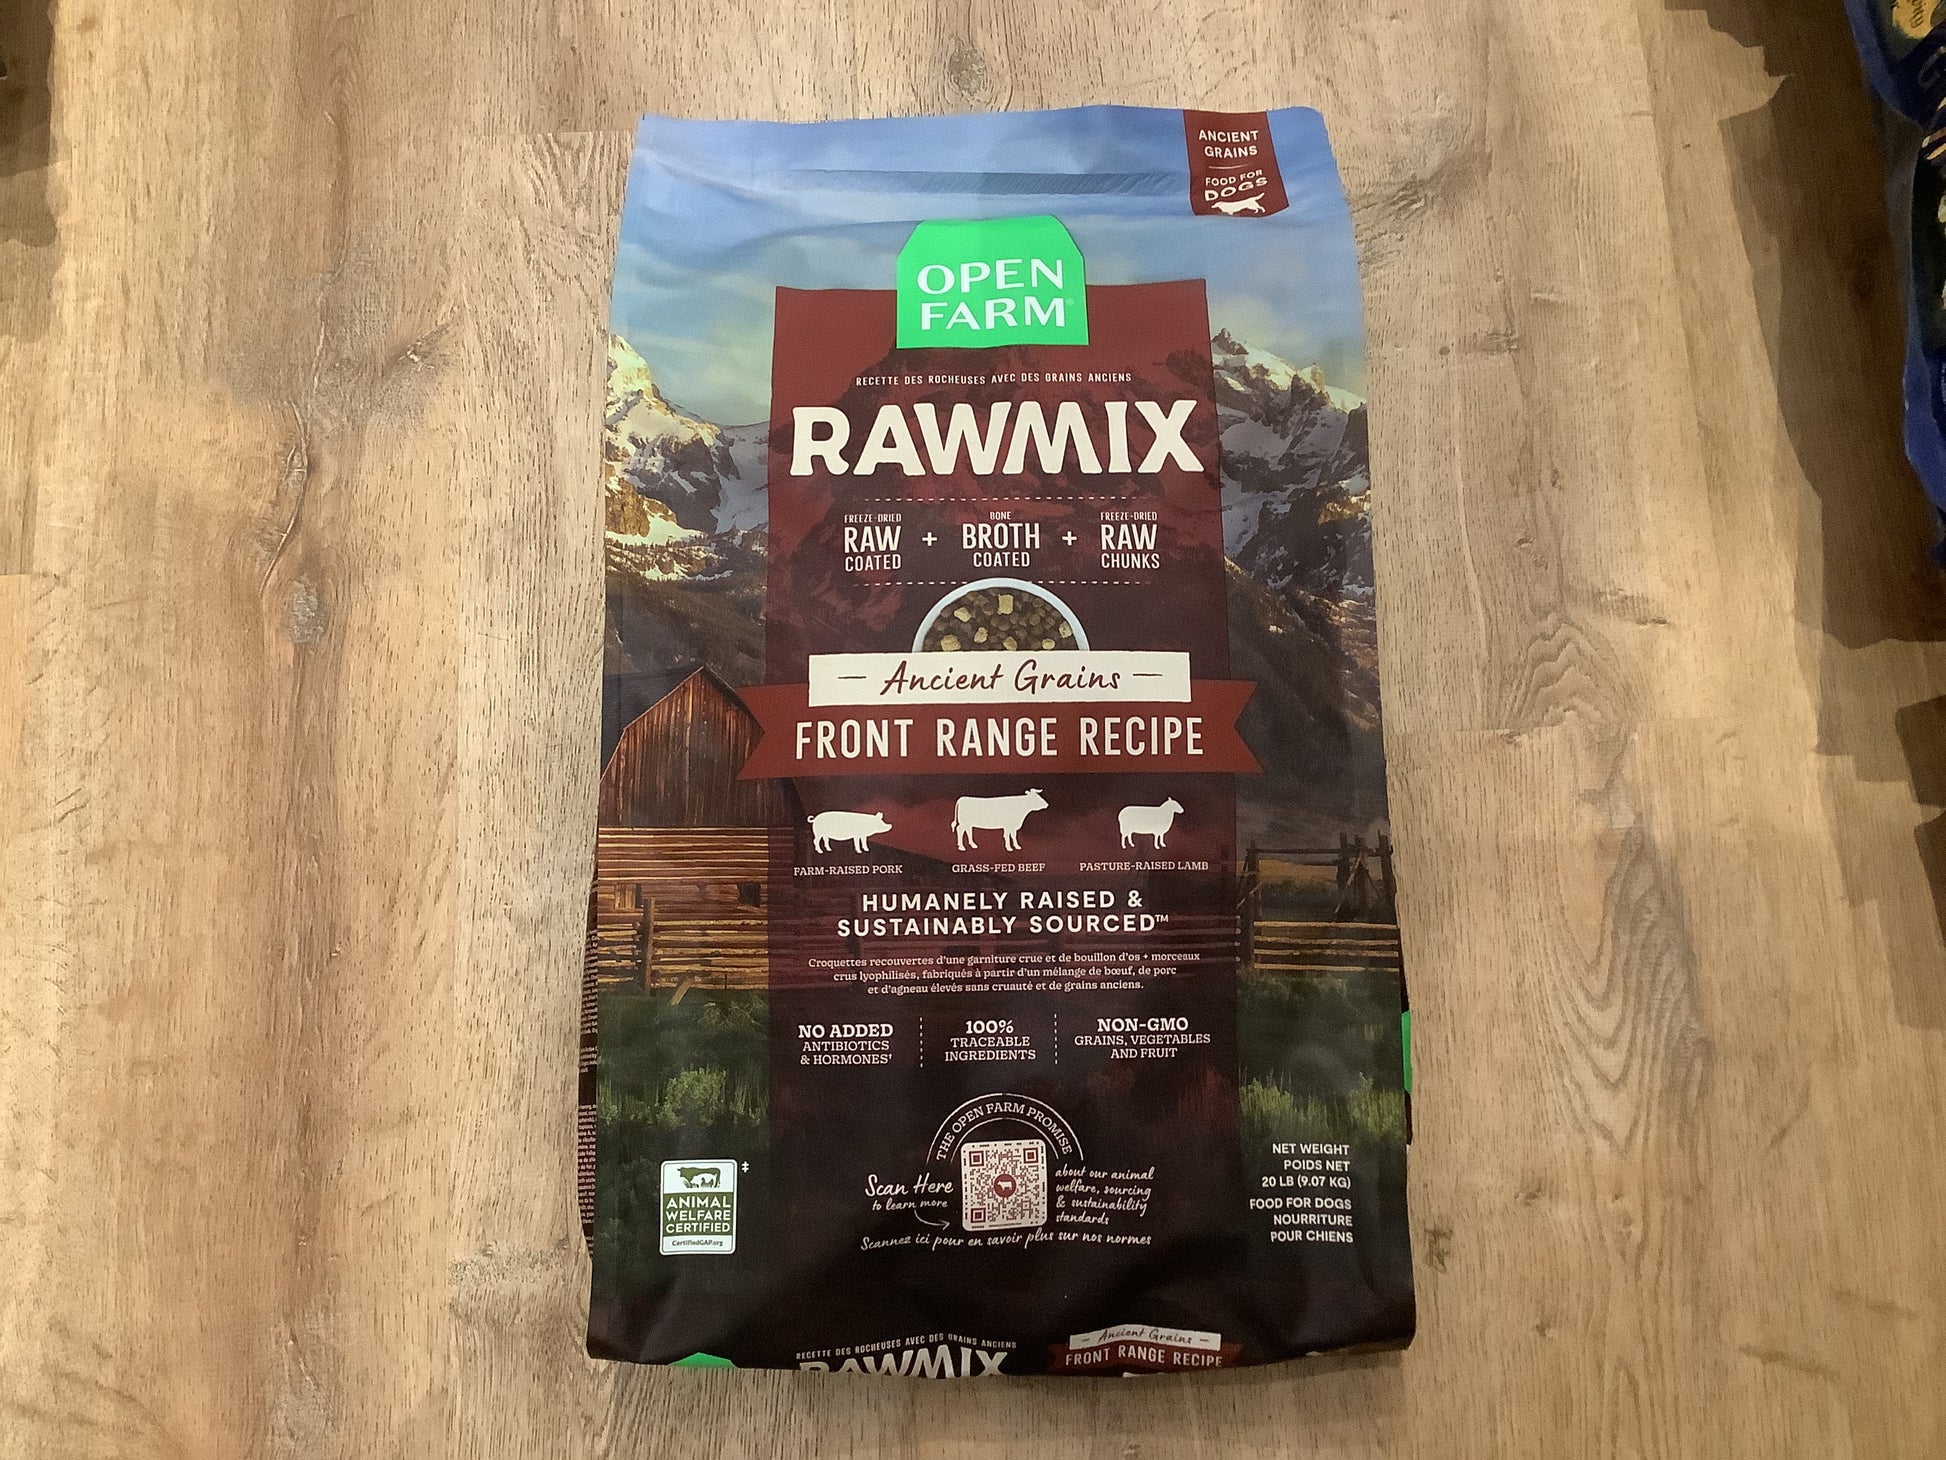 ANCIENT
GRAINS
FOOD FOR
DOGS
OPEN
FARM®
RECETTE DES ROCHEUSES AVEC DES GRAINS ANCIENS
RAWMIX
FREEZE-DRIED
RAW
COATED
+
BONE
BROTH
COATED
+
FREEZE-DRIED
RAW
CHUNKS
— Ancient Grains —
FRONT RANGE RECIPE
FARM-RAISED PORK
GRASS-FED BEEF
PASTURE-RAISED LAMB
HUMANELY RAISED &
SUSTAINABLY SOURCED™
Croquettes recouvertes d'une garniture crue et de bouillon d'os + morceaux
crus lyophilisés, fabriqués à partir d'un mélange de bœuf, de porc
et d'agneau élevés sans cruauté et de grains anciens.
NO ADDED
ANTIBIOTICS
& HORMONES†
100%
TRACEABLE
INGREDIENTS
NON-GMO
GRAINS, VEGETABLES
AND FRUIT
THE OPEN FARM PROMISE
Scan Here
to learn more
about our animal
welfare, sourcing
& sustainability
standards
Scannez ici pour en savoir plus sur nos normes
ANIMAL
WELFARE
CERTIFIED
CertifiedGAP.org
‡
NET WEIGHT
POIDS NET
20 LB (9.07 KG)
FOOD FOR DOGS
NOURRITURE
POUR CHIENS
RECETTE DES ROCHEUSES AVEC DES GRAINS ANCIENS
RAWMIX
— Ancient Grains —
FRONT RANGE RECIPE